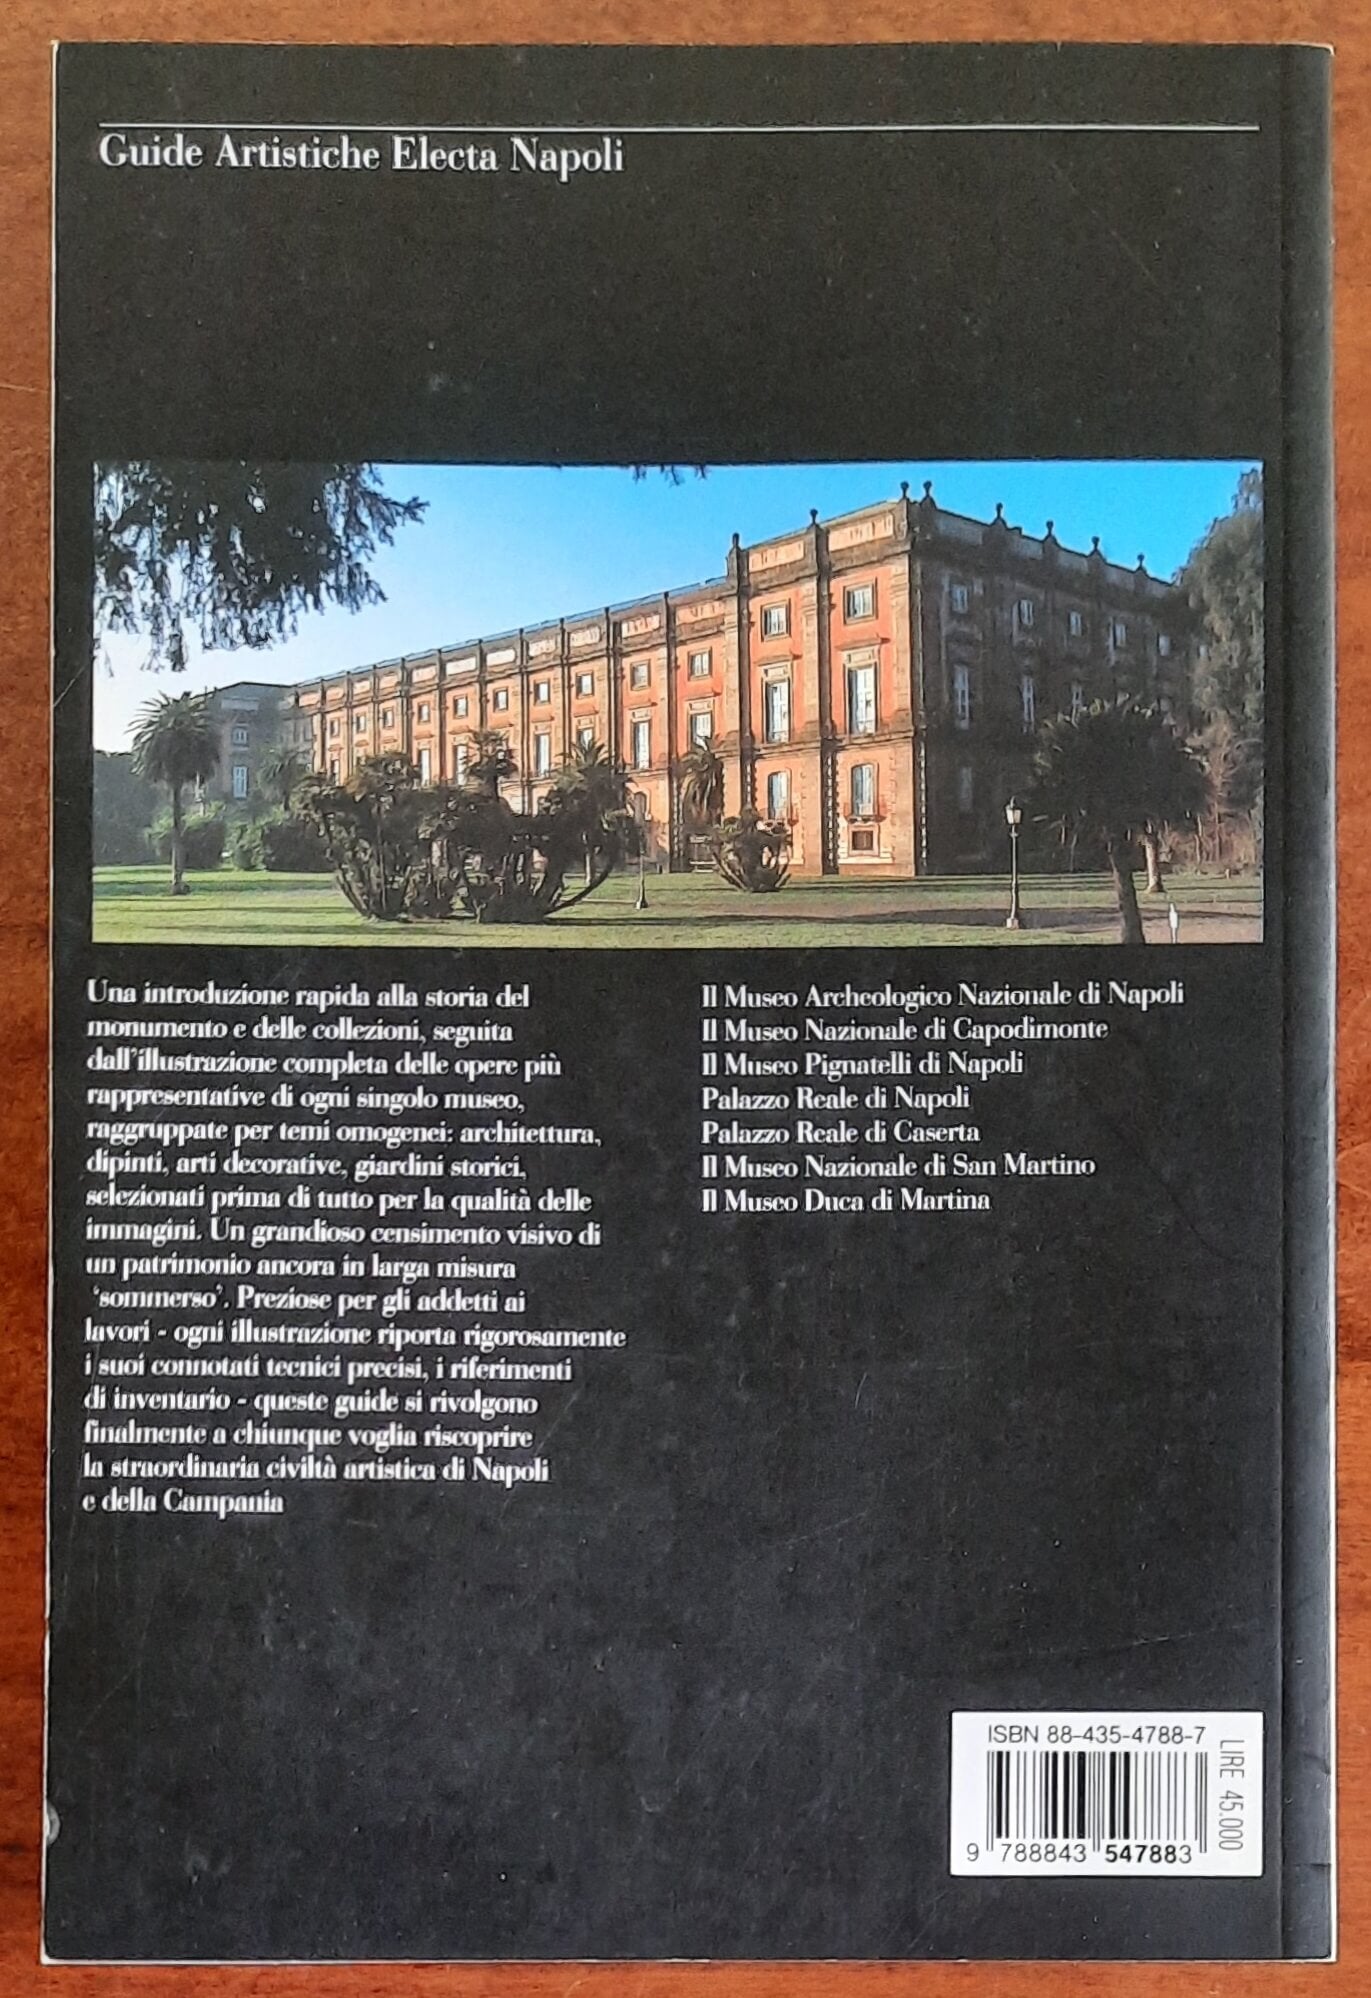 Guide Artistiche Electa Napoli
Una introduzione rapida alla storia del
monumento e delle collezioni, seguita
dall'illustrazione completa delle opere più
rappresentative di ogni singolo museo,
raggruppate per temi omogenei: architettura,
dipinti, arti decorative, giardini storici,
selezionati prima di tutto per la qualità delle
immagini. Un grandioso censimento visivo di
un patrimonio ancora in larga misura
'sommerso'. Preziose per gli addetti ai
lavori - ogni illustrazione riporta rigorosamente
i suoi connotati tecnici precisi, i riferimenti
di inventario - queste guide si rivolgono
finalmente a chiunque voglia riscoprire
la straordinaria civiltà artistica di Napoli
e della Campania
Il Museo Archeologico Nazionale di Napoli
Il Museo Nazionale di Capodimonte
Il Museo Pignatelli di Napoli
Palazzo Reale di Napoli
Palazzo Reale di Caserta
Il Museo Nazionale di San Martino
Il Museo Duca di Martina
ISBN 88-435-4788-7
9 788843 547883
LIRE 45.000